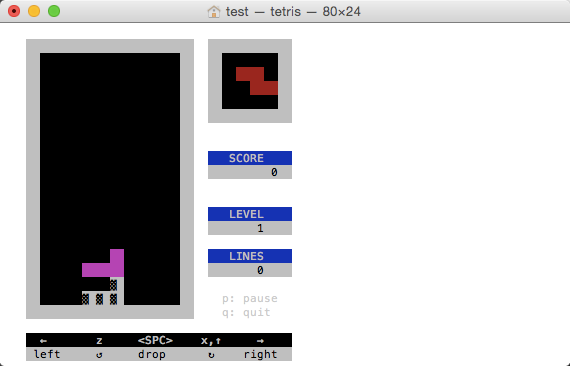 test — tetris — 80×24
SCORE
0
LEVEL
1
LINES
0
p: pause
q: quit
← z <SPC> x,↑ →
left ↺ drop ↻ right